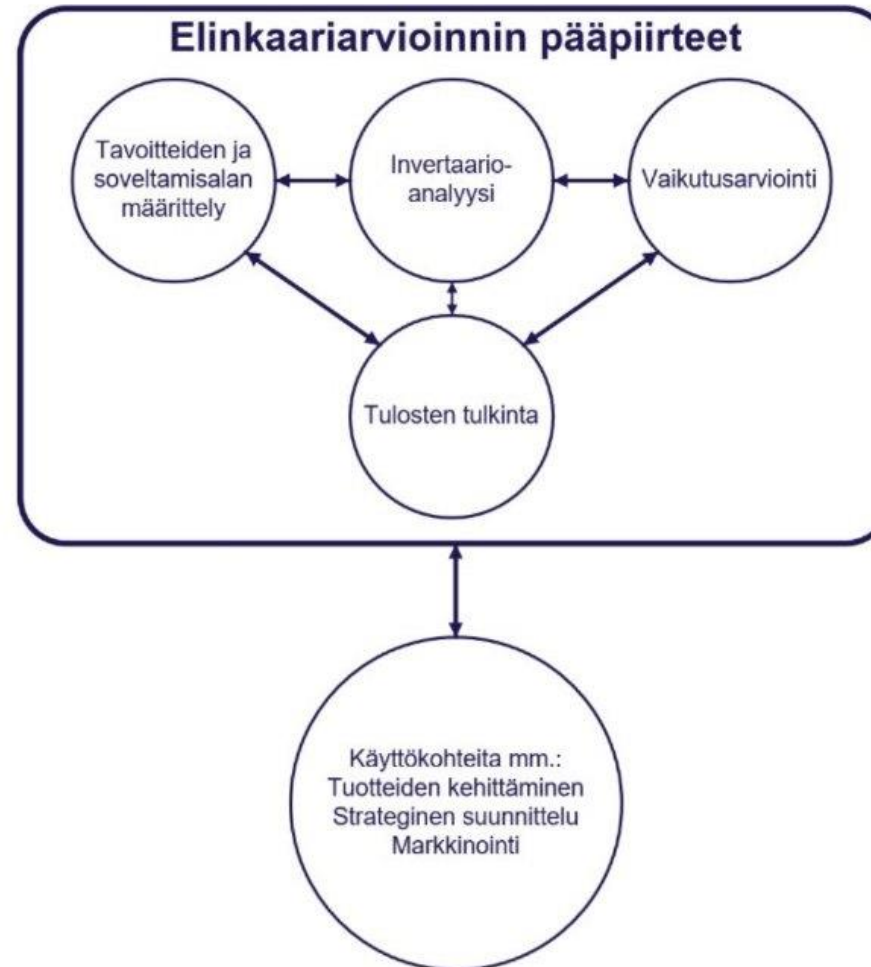 Elinkaariarvioinnin pääpiirteet
Tavoitteiden ja
soveltamisalan
määrittely
Invertaario-
analyysi
Vaikutusarviointi
Tulosten tulkinta
Käyttökohteita mm.:
Tuotteiden kehittäminen
Strateginen suunnittelu
Markkinointi